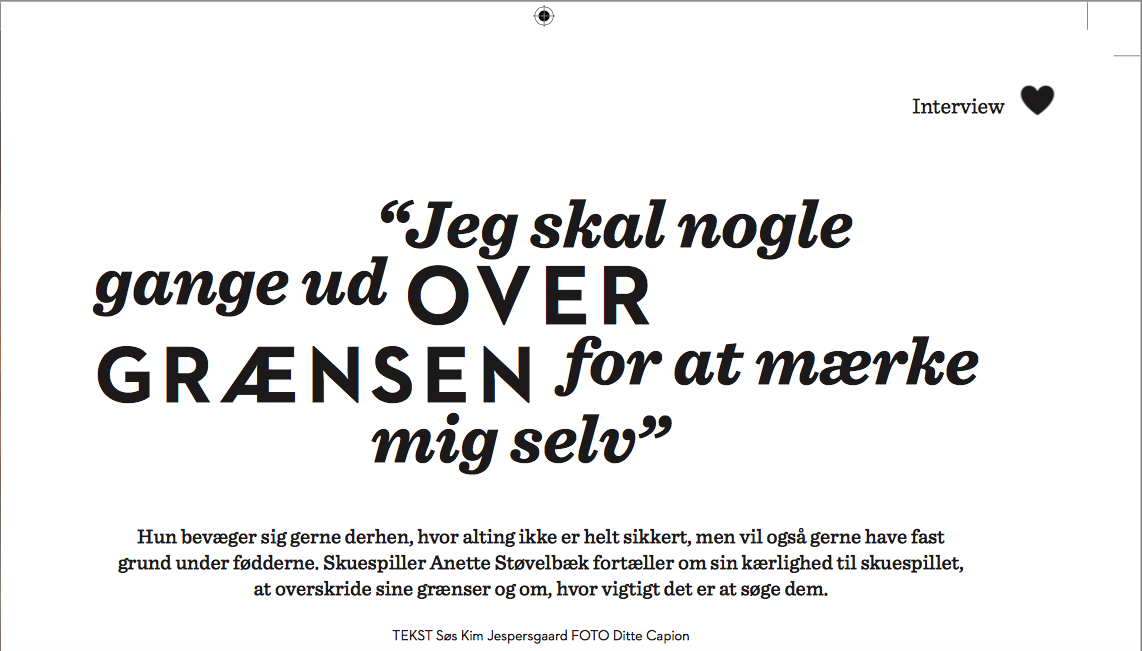 Interview
“Jeg skal nogle
gange ud OVER
GRÆNSEN for at mærke
mig selv”
Hun bevæger sig gerne derhen, hvor alting ikke er helt sikkert, men vil også gerne have fast
grund under fødderne. Skuespiller Anette Støvelbæk fortæller om sin kærlighed til skuespillet,
at overskride sine grænser og om, hvor vigtigt det er at søge dem.
TEKST Søs Kim Jespersgaard FOTO Ditte Capion